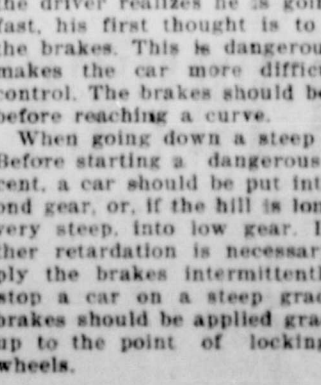 the driver realizes he is goin
fast, his first thought is to
the brakes. This is dangerou
makes the car more diffic
control. The brakes should be
before reaching a curve.
When going down a steep
Before starting a dangerous
cent, a car should be put int
ond gear, or, if the hill is lon
very steep, into low gear. I
ther retardation is necessar
ply the brakes intermittentl
stop a car on a steep grad
brakes should be applied gra
up to the point of locking
wheels.